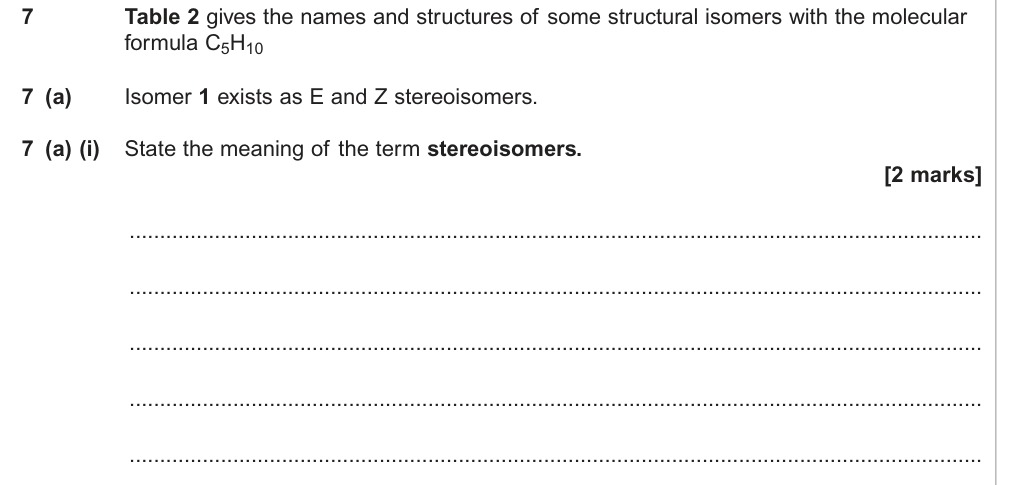 7 Table 2 gives the names and structures of some structural isomers with the molecular
formula C₅H₁₀
7 (a) Isomer 1 exists as E and Z stereoisomers.
7 (a) (i) State the meaning of the term stereoisomers.
[2 marks]